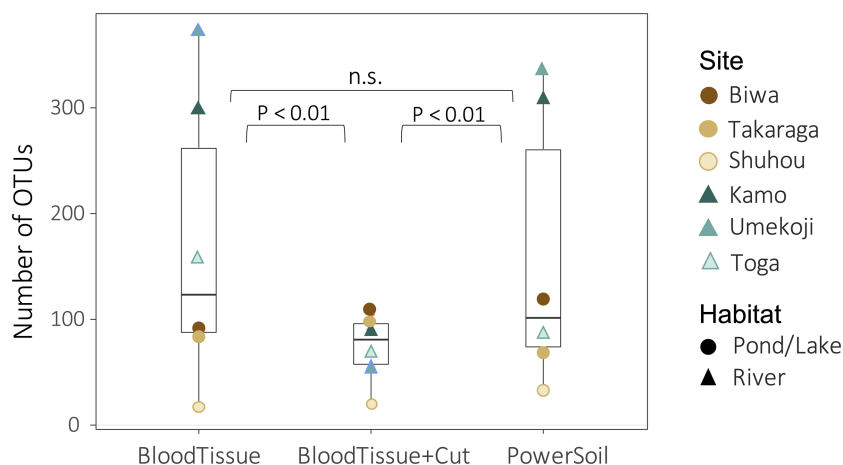 Number of OTUs
300
200
100
0
n.s.
P < 0.01
P < 0.01
BloodTissue
BloodTissue+Cut
PowerSoil
Site
Biwa
Takaraga
Shuhou
Kamo
Umekoji
Toga
Habitat
Pond/Lake
River